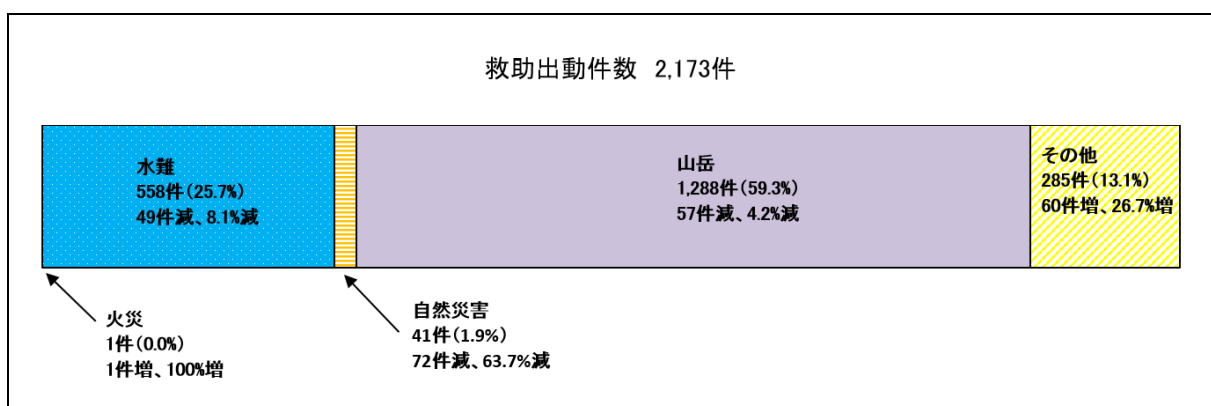 救助出動件数 2,173件
水難
558件(25.7%)
49件減、8.1%減
山岳
1,288件(59.3%)
57件減、4.2%減
その他
285件(13.1%)
60件増、26.7%増
火災
1件(0.0%)
1件増、100%増
自然災害
41件(1.9%)
72件減、63.7%減